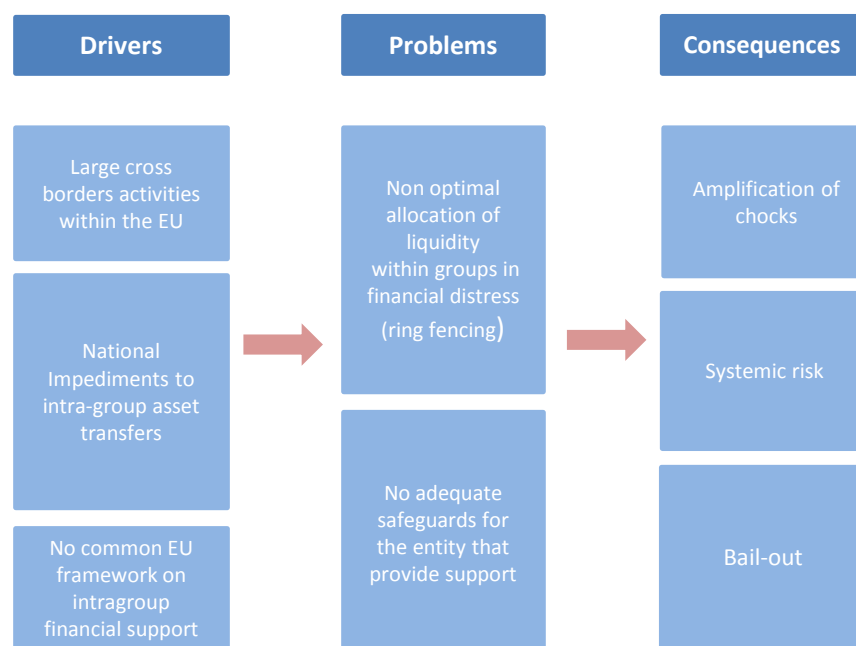 Drivers
Problems
Consequences
Large cross
borders activities
within the EU
National
Impediments to
intra-group asset
transfers
No common EU
framework on
intragroup
financial support
Non optimal
allocation of
liquidity
within groups in
financial distress
(ring fencing)
No adequate
safeguards for
the entity that
provide support
Amplification of
chocks
Systemic risk
Bail-out